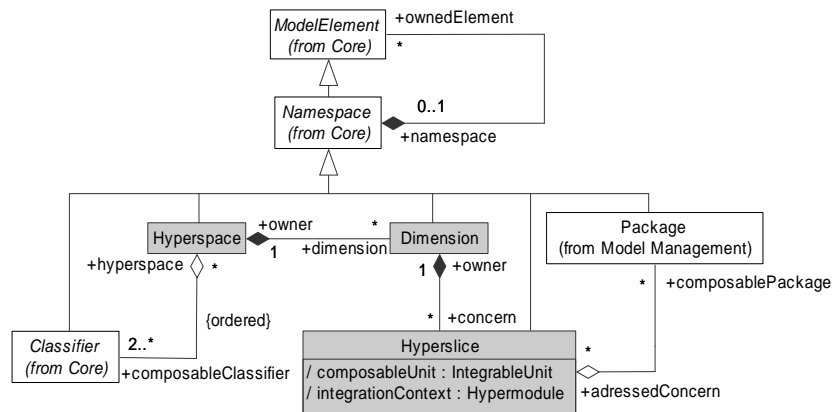 ModelElement
(from Core)
+ownedElement
*
Namespace
(from Core)
0..1
+namespace
Hyperspace
+owner
1
*
+dimension
Dimension
Package
(from Model Management)
+hyperspace
*
1
+owner
*
+composablePackage
{ordered}
*
+concern
Classifier
(from Core)
2..*
+composableClassifier
Hyperslice
/ composableUnit : IntegrableUnit
/ integrationContext : Hypermodule
*
+adressedConcern